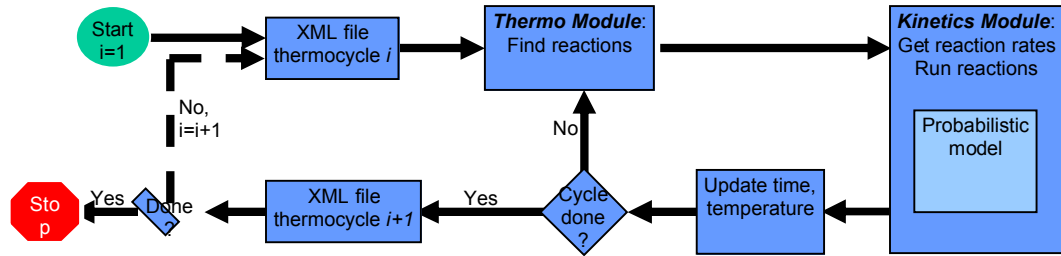 Start
i=1
XML file
thermocycle i
Thermo Module:
Find reactions
Kinetics Module:
Get reaction rates
Run reactions
Probabilistic
model
No,
i=i+1
No
Sto
p
Yes
Done
?
XML file
thermocycle i+1
Yes
Cycle
done
?
Update time,
temperature